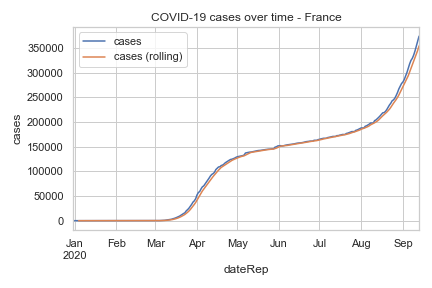 COVID-19 cases over time - France
cases
cases (rolling)
cases
350000
300000
250000
200000
150000
100000
50000
0
Jan Feb Mar Apr May Jun Jul Aug Sep
2020
dateRep